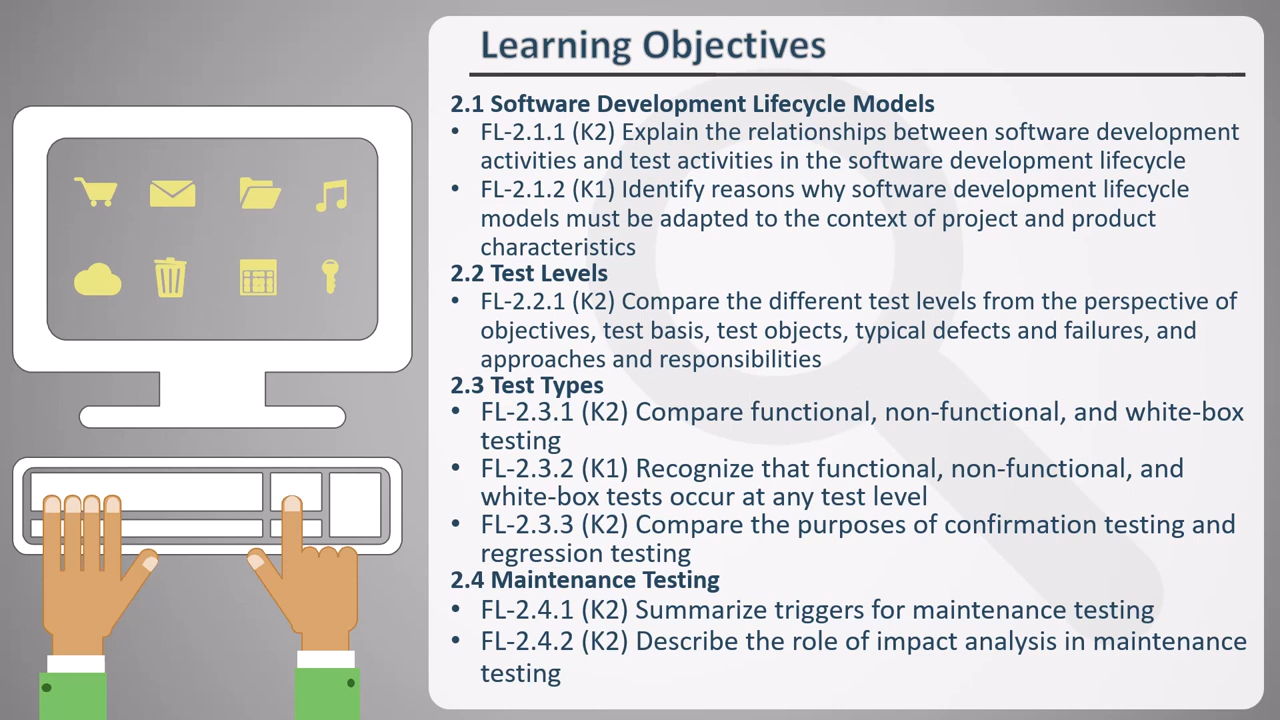 Learning Objectives
2.1 Software Development Lifecycle Models
• FL-2.1.1 (K2) Explain the relationships between software development
activities and test activities in the software development lifecycle
• FL-2.1.2 (K1) Identify reasons why software development lifecycle
models must be adapted to the context of project and product
characteristics
2.2 Test Levels
• FL-2.2.1 (K2) Compare the different test levels from the perspective of
objectives, test basis, test objects, typical defects and failures, and
approaches and responsibilities
2.3 Test Types
• FL-2.3.1 (K2) Compare functional, non-functional, and white-box
testing
• FL-2.3.2 (K1) Recognize that functional, non-functional, and
white-box tests occur at any test level
• FL-2.3.3 (K2) Compare the purposes of confirmation testing and
regression testing
2.4 Maintenance Testing
• FL-2.4.1 (K2) Summarize triggers for maintenance testing
• FL-2.4.2 (K2) Describe the role of impact analysis in maintenance
testing